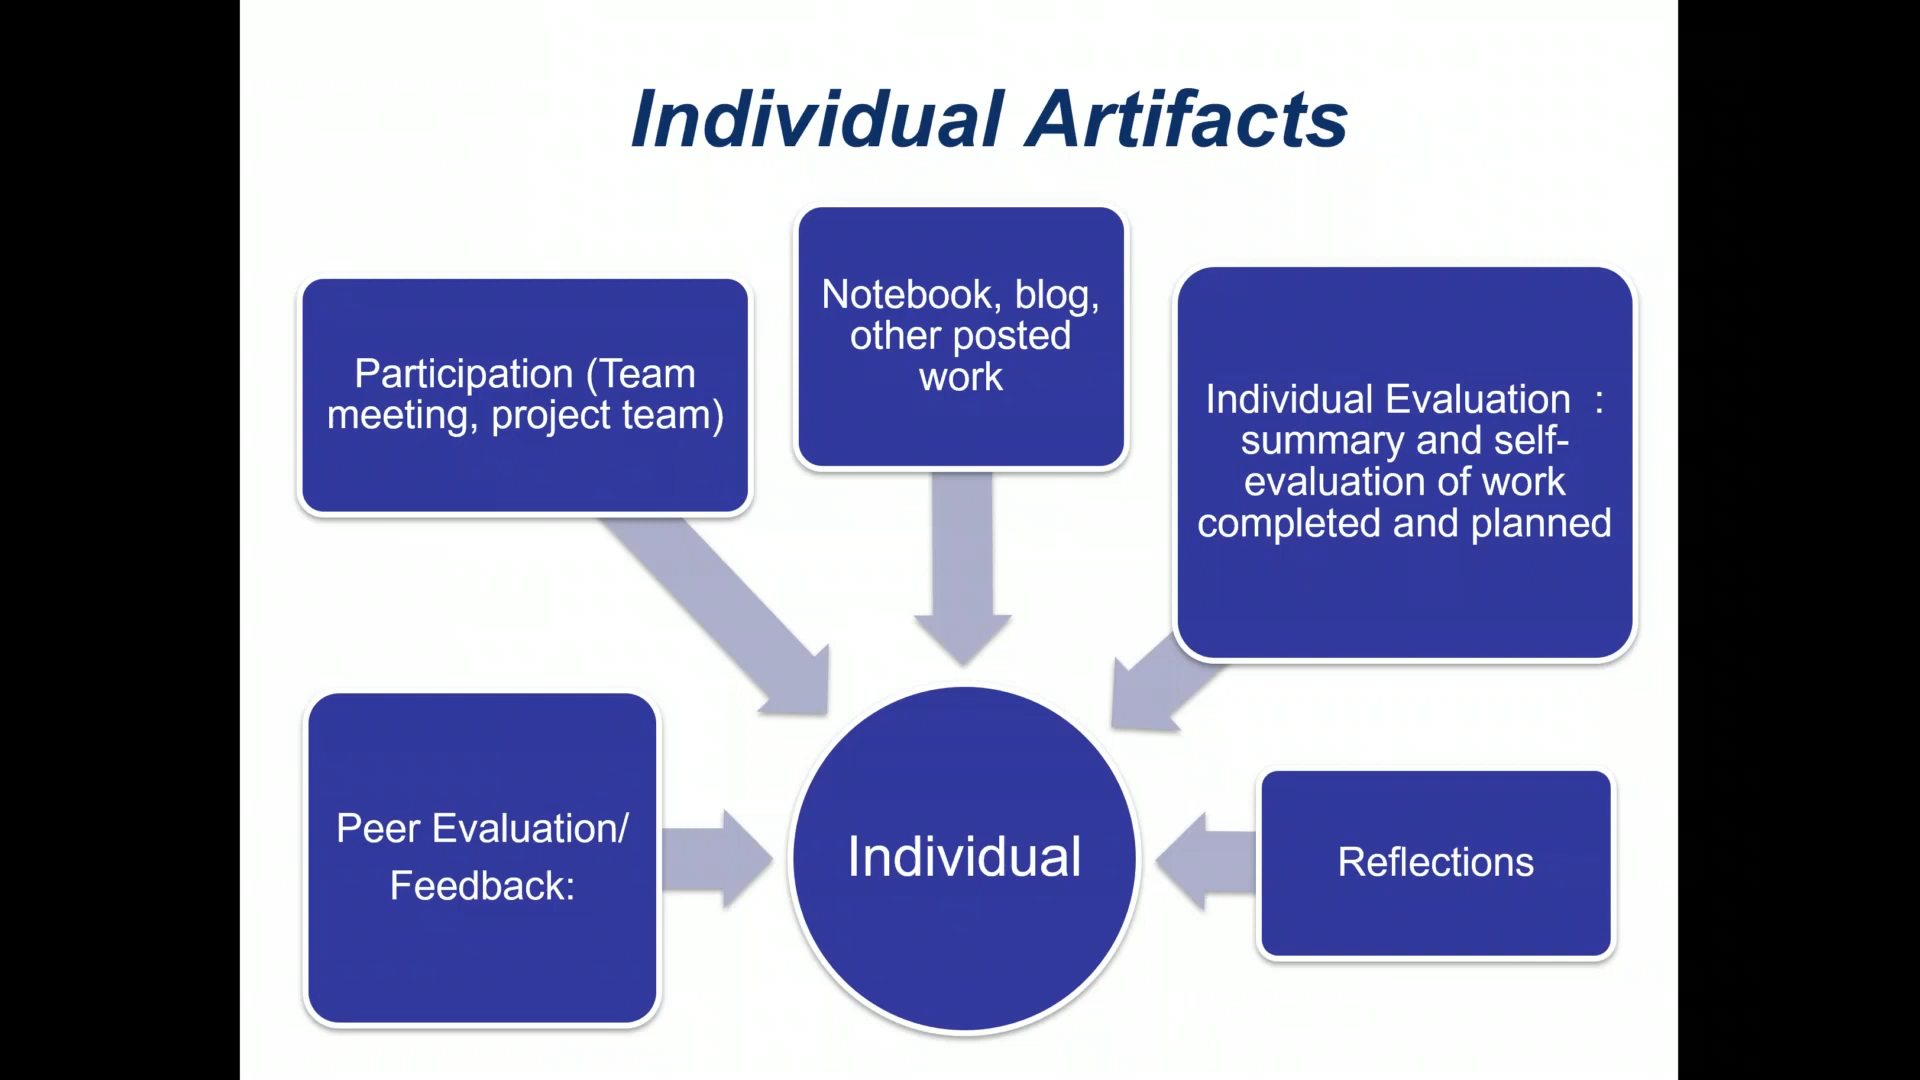 Individual Artifacts
Notebook, blog,
other posted
work
Participation (Team
meeting, project team)
Individual Evaluation  :
summary and self-
evaluation of work
completed and planned
Peer Evaluation/
Feedback:
Individual
Reflections